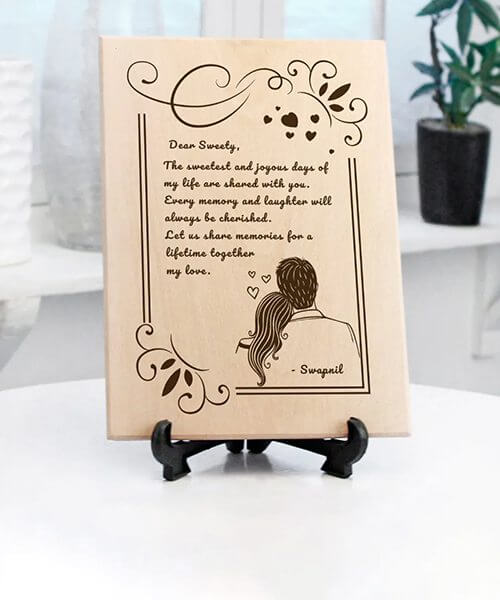 Dear Sweety,
The sweetest and joyous days of
my life are shared with you.
Every memory and laughter will
always be cherished.
Let us share memories for a
lifetime together
my love.
- Swapnil